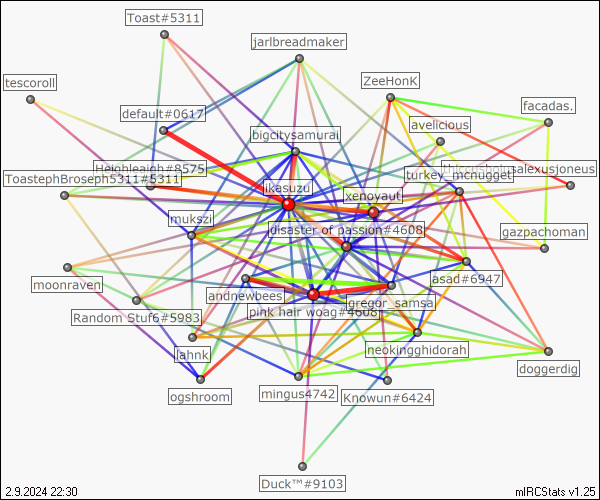 Toast#5311
jarlbreadmaker
tescoroll
ZeeHonK
facadas.
default#0617
avelicious
bigcitysamurai
Heighleaigh#8575
turkey_mcnugget
salexusjoneus
ToastephBroseph5311#5311
ikasuzu
xenoyaut
mukszi
disaster of passion#4608
gazpachoman
moonraven
asad#6947
andnewbees
gregor_samsa
Random Stuf6#5983
pink hair woag#4608
lahnk
neokingghidorah
doggerdig
ogshroom
mingus4742
Knowun#6424
Duck™#9103
2.9.2024 22:30
mIRCStats v1.25